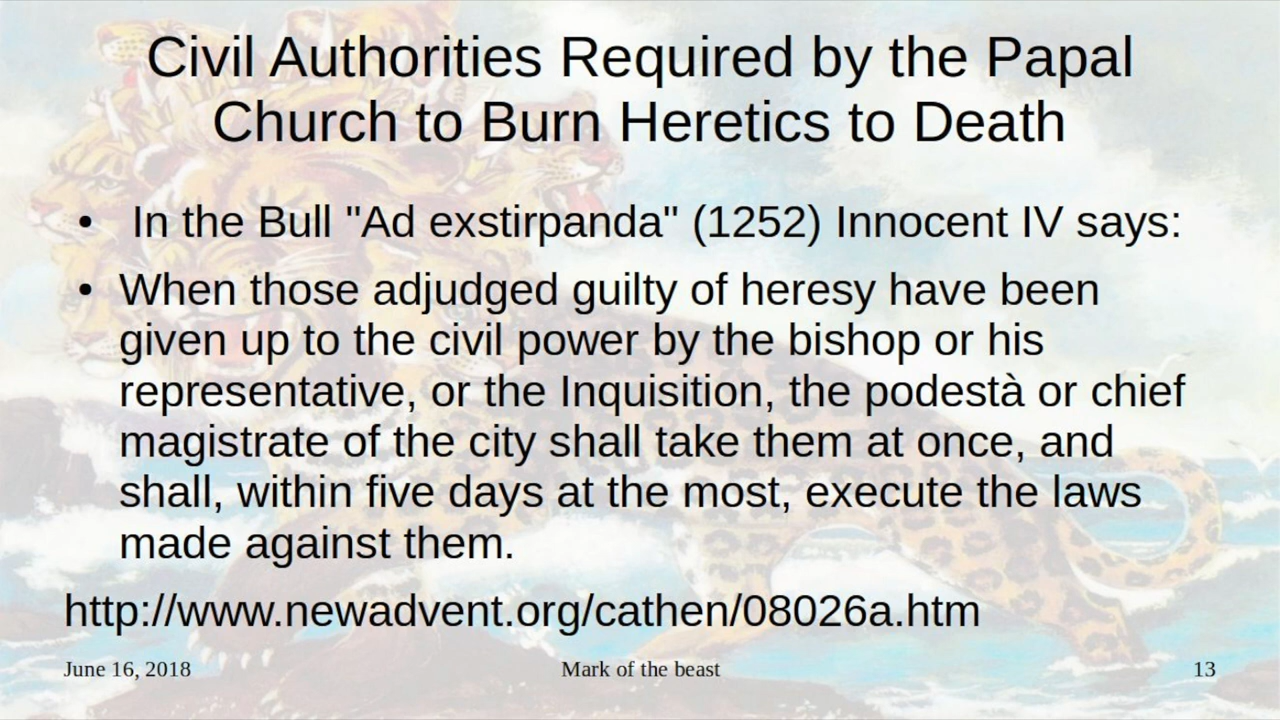 Civil Authorities Required by the Papal
Church to Burn Heretics to Death
• In the Bull "Ad exstirpanda" (1252) Innocent IV says:
• When those adjudged guilty of heresy have been
given up to the civil power by the bishop or his
representative, or the Inquisition, the podestà or chief
magistrate of the city shall take them at once, and
shall, within five days at the most, execute the laws
made against them.
http://www.newadvent.org/cathen/08026a.htm
June 16, 2018 Mark of the beast 13